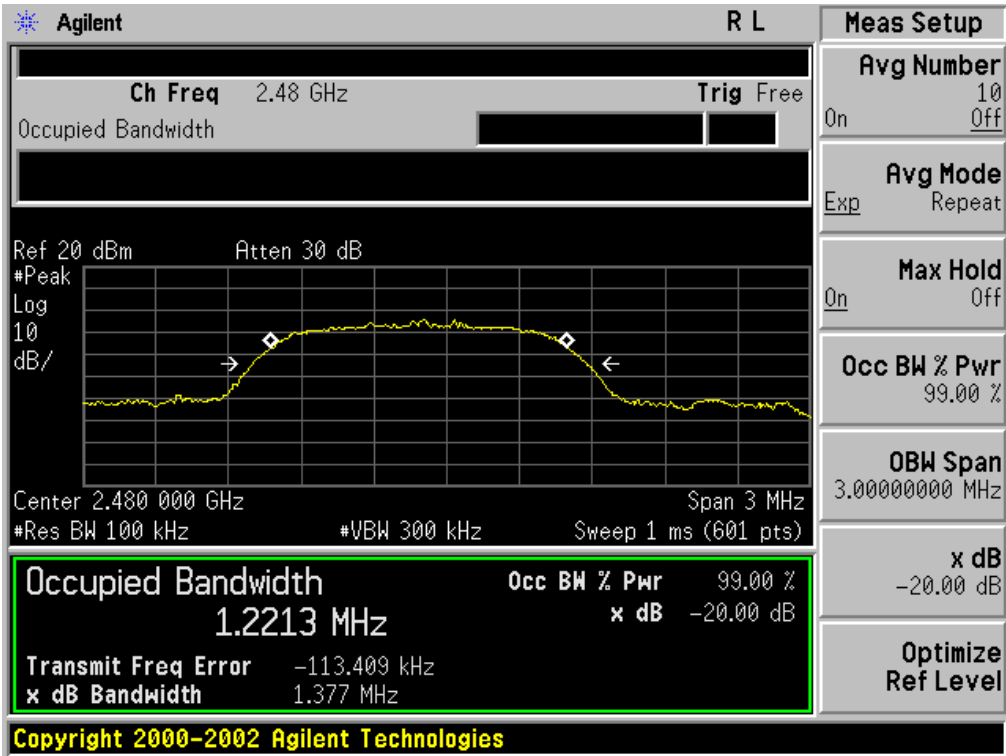 Agilent R L
Ch Freq 2.48 GHz Trig Free
Occupied Bandwidth
Ref 20 dBm Atten 30 dB
#Peak
Log
10
dB/
Center 2.480 000 GHz Span 3 MHz
#Res BW 100 kHz #VBW 300 kHz Sweep 1 ms (601 pts)
Occupied Bandwidth Occ BW % Pwr 99.00 %
1.2213 MHz x dB -20.00 dB
Transmit Freq Error -113.409 kHz
x dB Bandwidth 1.377 MHz
Copyright 2000-2002 Agilent Technologies
Meas Setup
Avg Number
10
On Off
Avg Mode
Exp Repeat
Max Hold
On Off
Occ BW % Pwr
99.00 %
OBW Span
3.00000000 MHz
x dB
-20.00 dB
Optimize
Ref Level